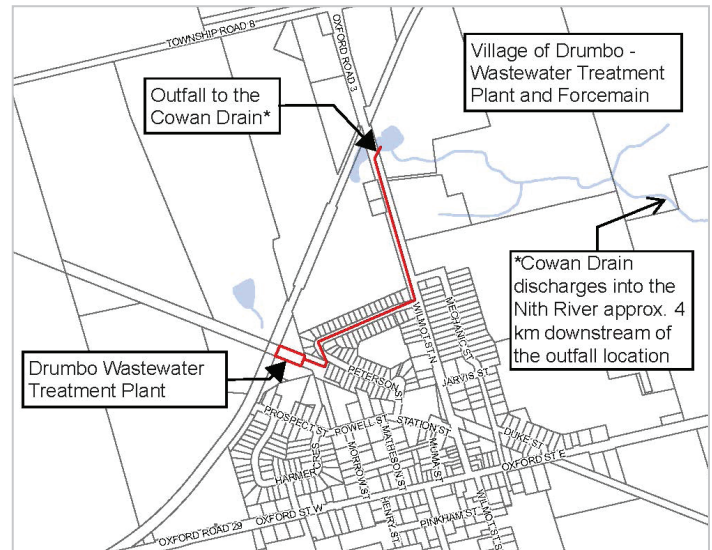 TOWNSHIP ROAD 8
OXFORD ROAD 3
Village of Drumbo -
Wastewater Treatment
Plant and Forcemain
Outfall to the
Cowan Drain*
*Cowan Drain
discharges into the
Nith River approx. 4
km downstream of
the outfall location
Drumbo Wastewater
Treatment Plant
WILMOT ST N
MECHANIC ST
JARVIS ST
PETERSON ST
PROSPECT ST
POWELL S
STATION ST
DUKE ST
OXFORD ST E
HARMER
CRES
MORROW ST
MATHESON ST
MUMA ST
HENRY ST
WILMOT ST
PINKHAM ST
OXFORD ST W
OXFORD ROAD 29